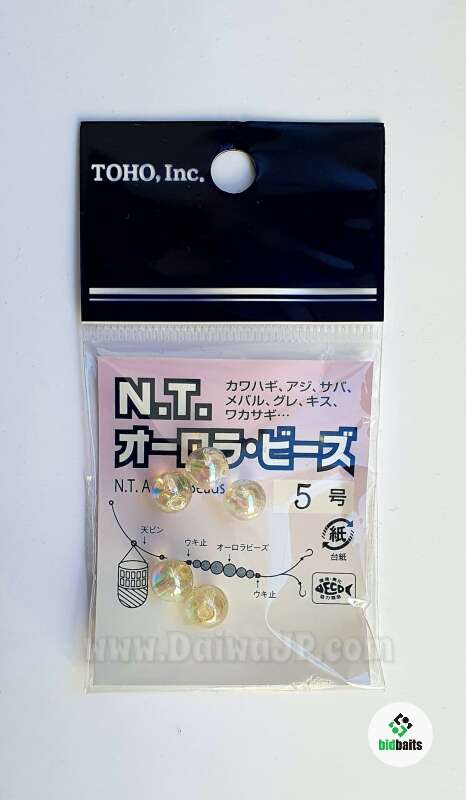 TOHO, Inc.
N.T.
カワハギ、アジ、サバ、
メバル、グレ、キス、
ワカサギ…
オーロラ・ビーズ
N.T. A
5号
天ビン
ウキ止
オーロラビーズ
ウキ止
紙
台紙
ECO
www.DaiwaJP.com
bidbaits